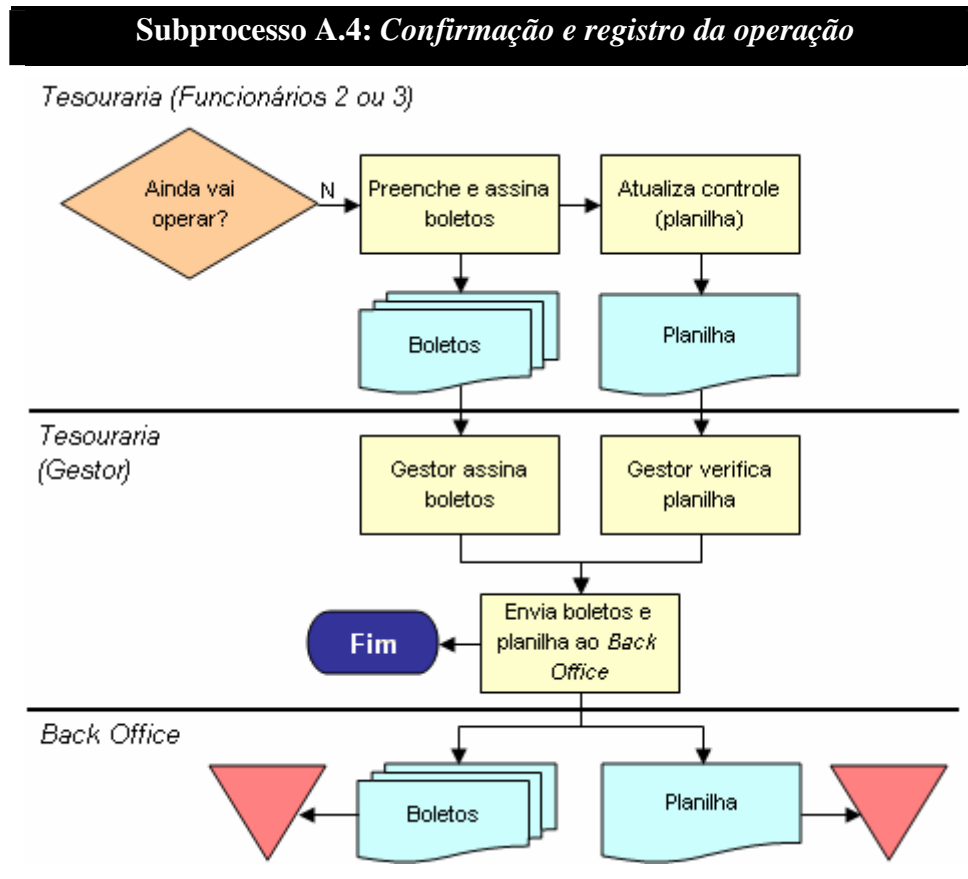 Subprocesso A.4: Confirmação e registro da operação
Tesouraria (Funcionários 2 ou 3)
Ainda vai
operar?
N
Preenche e assina
boletos
Atualiza controle
(planilha)
Boletos
Planilha
Tesouraria
(Gestor)
Gestor assina
boletos
Gestor verifica
planilha
Envia boletos e
planilha ao Back
Office
Fim
Back Office
Boletos
Planilha